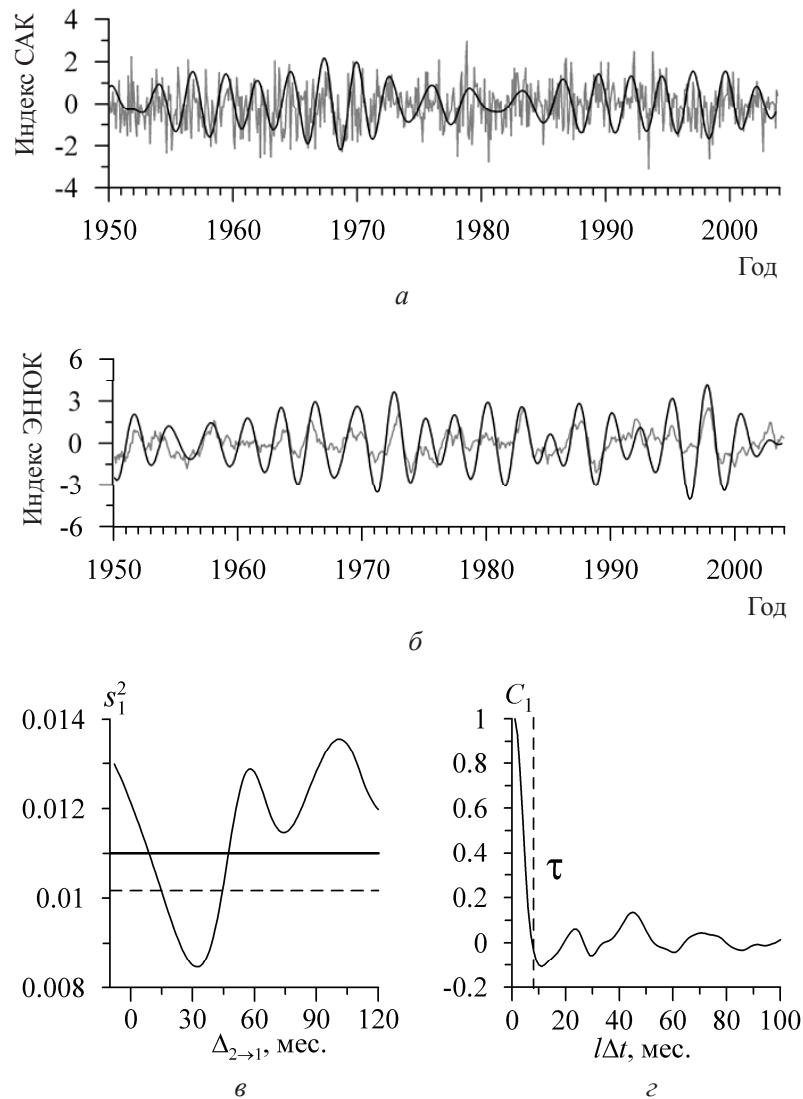 Индекс САК
4
2
0
-2
-4
1950 1960 1970 1980 1990 2000
Год
а
Индекс ЭНЮК
6
3
0
-3
-6
1950 1960 1970 1980 1990 2000
Год
б
s₁²
0.014
0.012
0.01
0.008
0 30 60 90 120
Δ₂→₁, мес.
в
C₁
1
0.8
0.6
0.4
0.2
0
-0.2
τ
0 20 40 60 80 100
lΔt, мес.
г